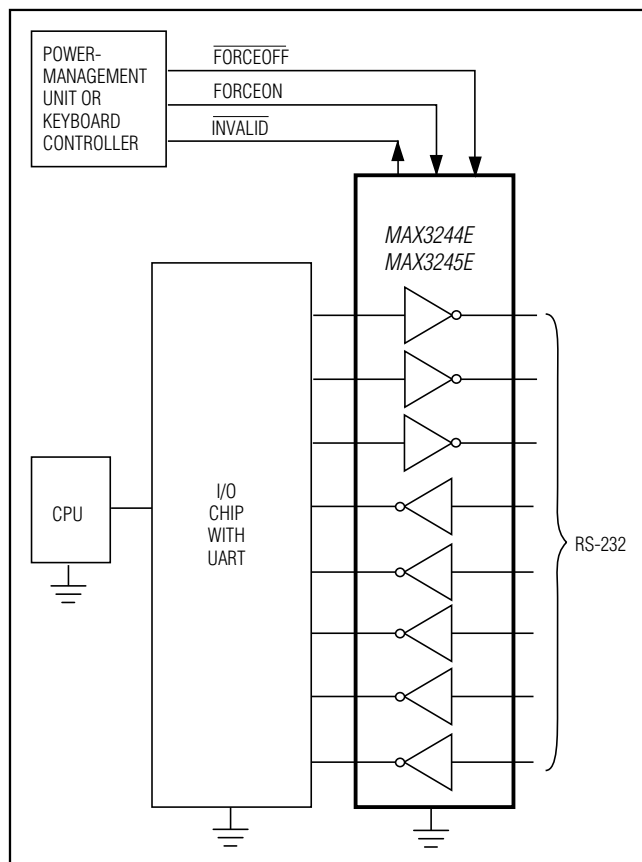 POWER-
MANAGEMENT
UNIT OR
KEYBOARD
CONTROLLER
FORCEOFF
FORCEON
INVALID
MAX3244E
MAX3245E
CPU
I/O
CHIP
WITH
UART
RS-232